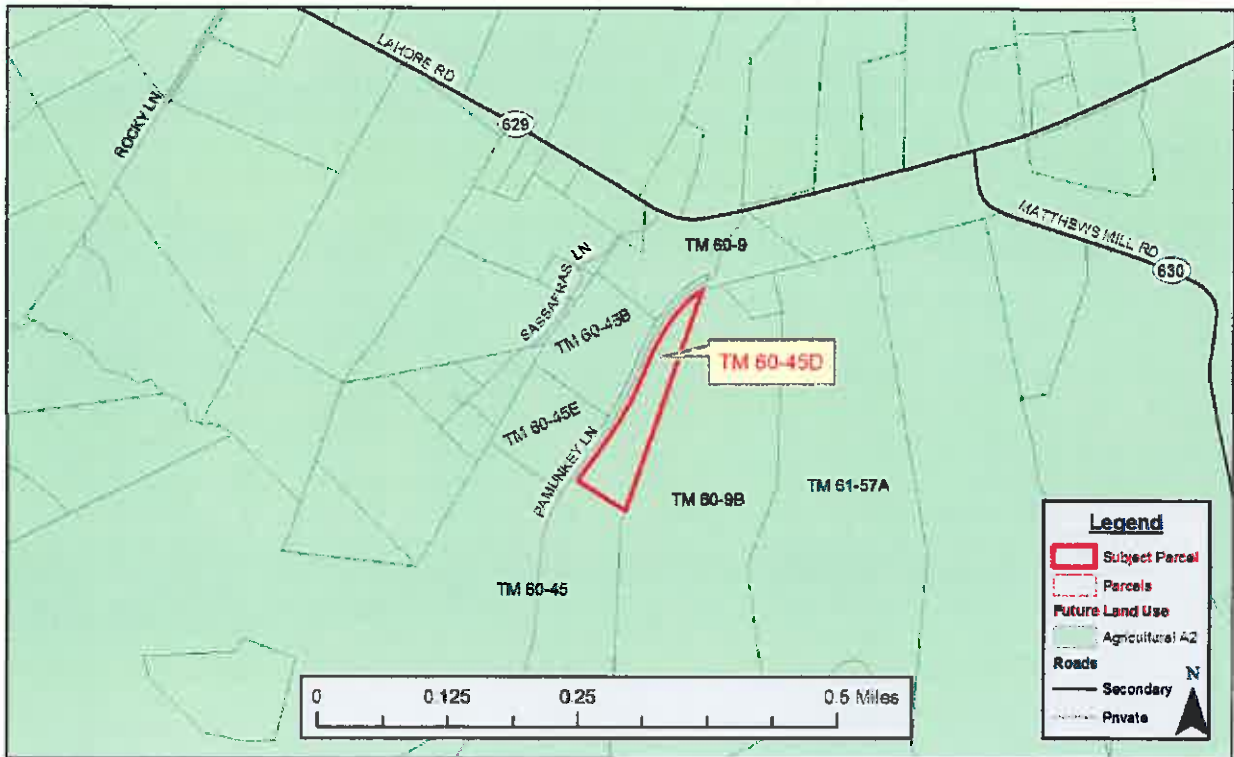 LAHORE RD
629
ROCKY LN
MATTHEWS MILL RD
630
TM 60-9
SASSAFRAS LN
TM 60-45B
TM 60-45D
TM 60-45E
PAMUNKEY LN
TM 60-9B
TM 61-57A
TM 60-45
Legend
Subject Parcel
Parcels
Future Land Use
Agricultural A2
Roads
N
Secondary
Private
0 0.125 0.25 0.5 Miles